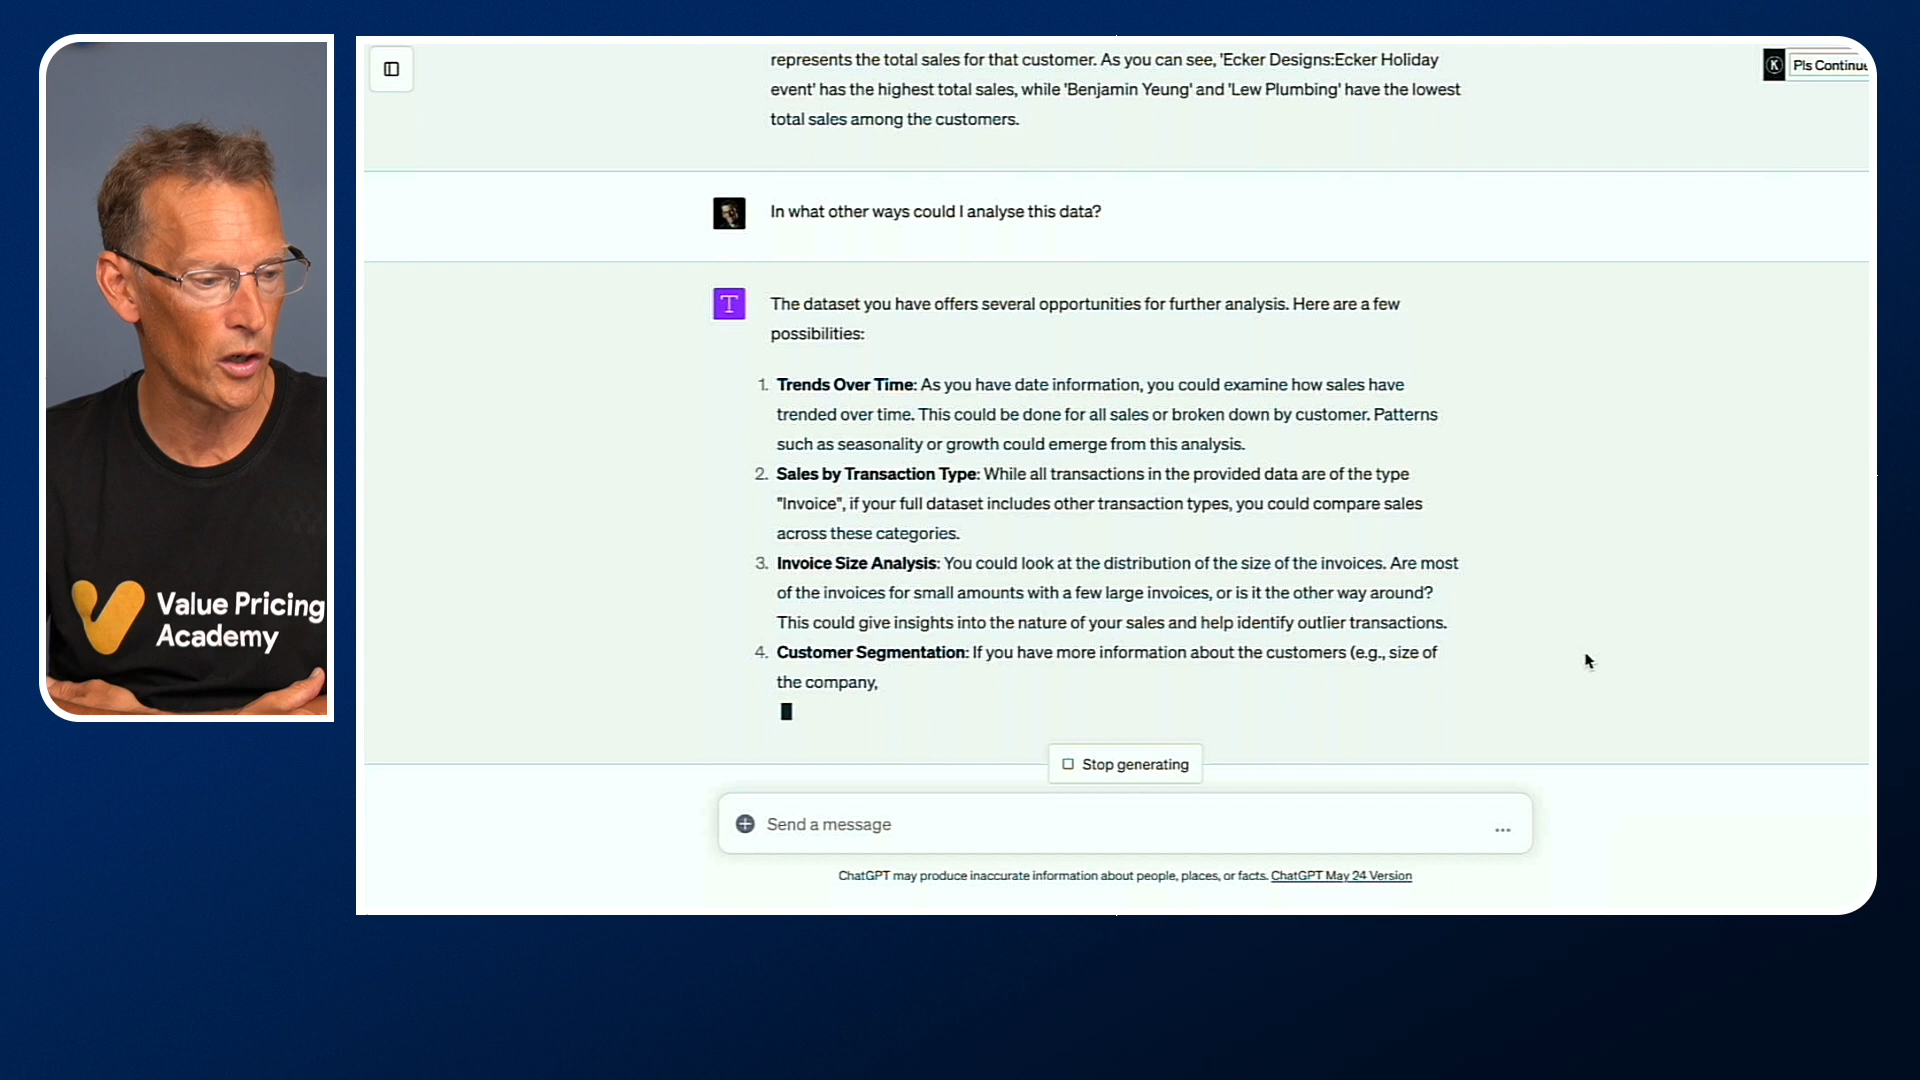 represents the total sales for that customer. As you can see, 'Ecker Designs:Ecker Holiday
event' has the highest total sales, while 'Benjamin Yeung' and 'Lew Plumbing' have the lowest
total sales among the customers.
K Pls Continue
In what other ways could I analyse this data?
T
The dataset you have offers several opportunities for further analysis. Here are a few
possibilities:
1. Trends Over Time: As you have date information, you could examine how sales have
trended over time. This could be done for all sales or broken down by customer. Patterns
such as seasonality or growth could emerge from this analysis.
2. Sales by Transaction Type: While all transactions in the provided data are of the type
"Invoice", if your full dataset includes other transaction types, you could compare sales
across these categories.
3. Invoice Size Analysis: You could look at the distribution of the size of the invoices. Are most
of the invoices for small amounts with a few large invoices, or is it the other way around?
This could give insights into the nature of your sales and help identify outlier transactions.
4. Customer Segmentation: If you have more information about the customers (e.g., size of
the company,
Stop generating
Send a message
...
ChatGPT may produce inaccurate information about people, places, or facts. ChatGPT May 24 Version
Value Pricing
Academy